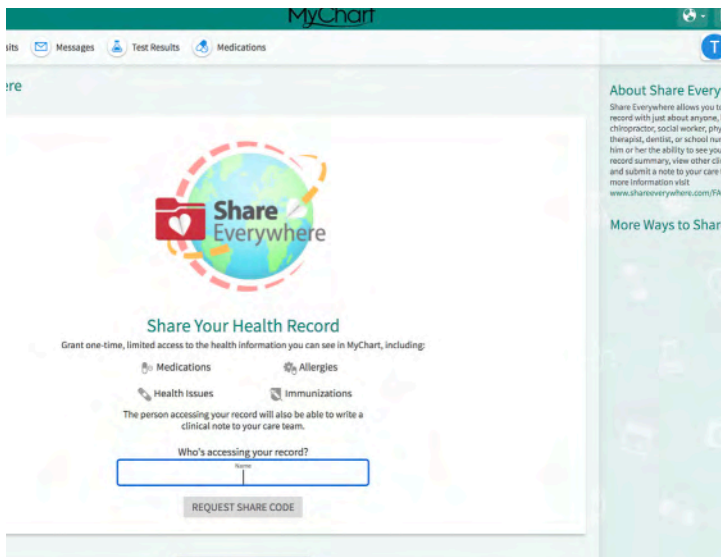 MyChart
sits Messages Test Results Medications
T
ere
Share
Everywhere
Share Your Health Record
Grant one-time, limited access to the health information you can see in MyChart, including:
Medications Allergies
Health Issues Immunizations
The person accessing your record will also be able to write a
clinical note to your care team.
Who's accessing your record?
Name
REQUEST SHARE CODE
About Share Every
Share Everywhere allows you to
record with just about anyone,
chiropractor, social worker, phy
therapist, dentist, or school nur
him or her the ability to see you
record summary, view other cli
and submit a note to your care
more information visit
www.shareeverywhere.com/FA
More Ways to Shar